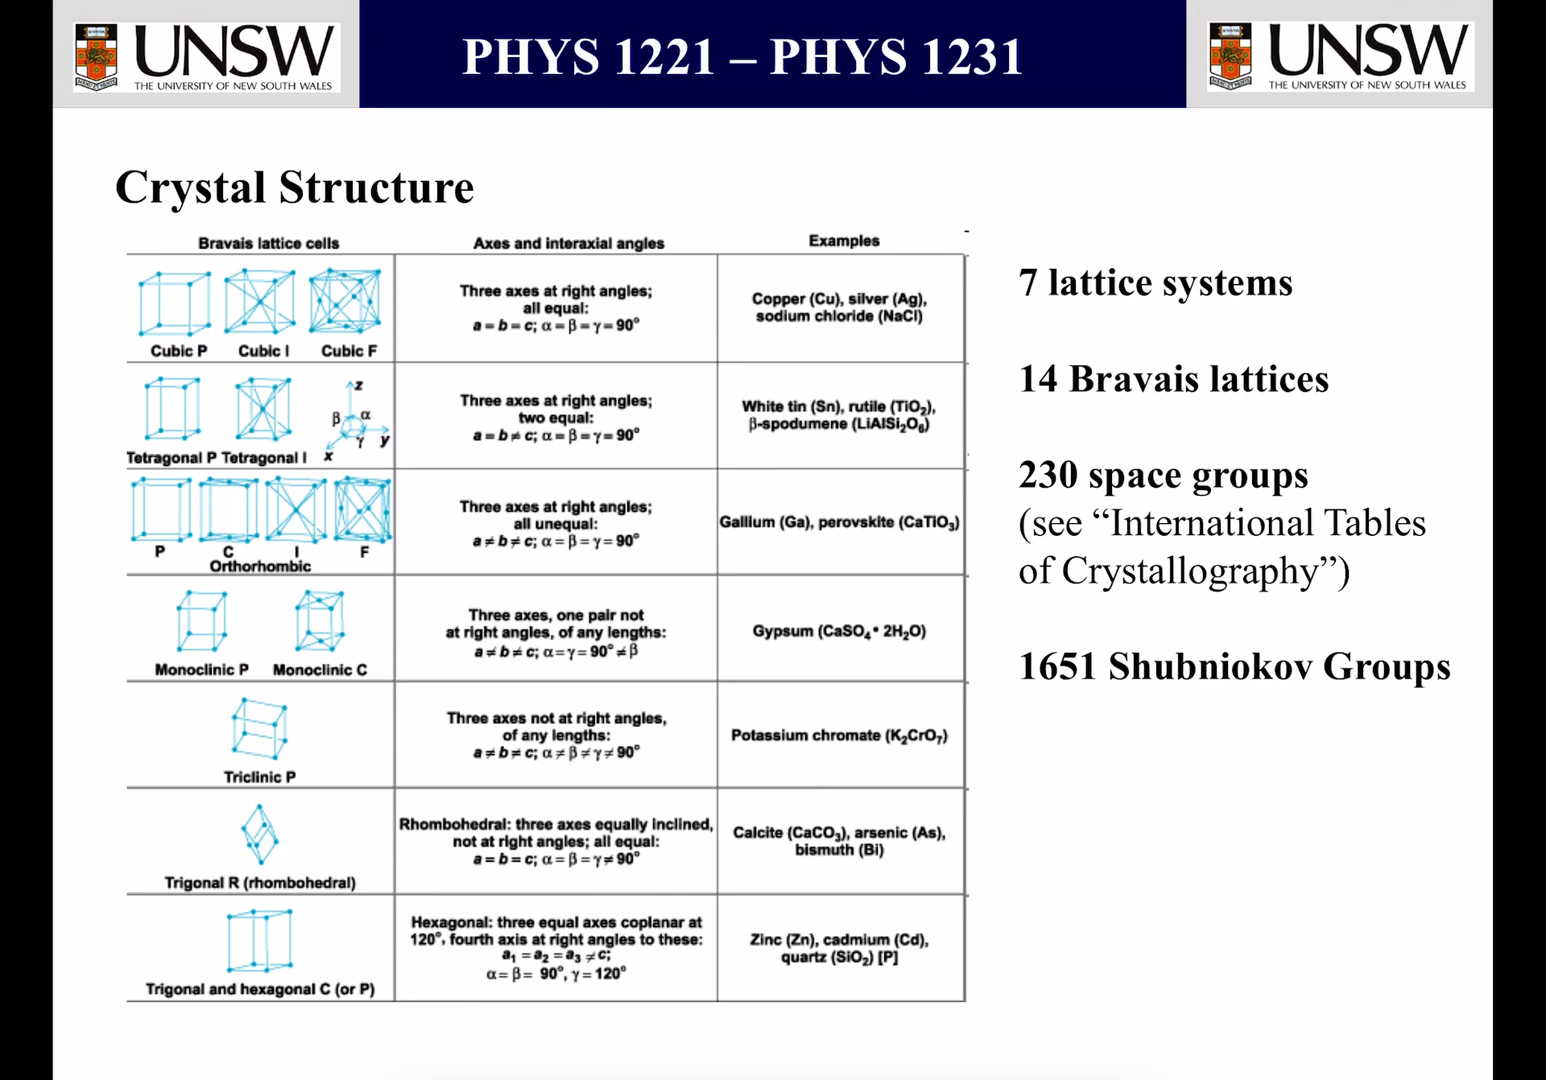 UNSW
THE UNIVERSITY OF NEW SOUTH WALES
PHYS 1221 – PHYS 1231
UNSW
THE UNIVERSITY OF NEW SOUTH WALES
Crystal Structure
Bravais lattice cells
Axes and interaxial angles
Examples
Cubic P Cubic I Cubic F
Three axes at right angles;
all equal:
a = b = c; α = β = γ = 90°
Copper (Cu), silver (Ag),
sodium chloride (NaCl)
z
β α
γ y
x
Tetragonal P Tetragonal I
Three axes at right angles;
two equal:
a = b ≠ c; α = β = γ = 90°
White tin (Sn), rutile (TiO₂),
β-spodumene (LiAlSi₂O₆)
P C I F
Orthorhombic
Three axes at right angles;
all unequal:
a ≠ b ≠ c; α = β = γ = 90°
Gallium (Ga), perovskite (CaTiO₃)
Monoclinic P Monoclinic C
Three axes, one pair not
at right angles, of any lengths:
a ≠ b ≠ c; α = γ = 90° ≠ β
Gypsum (CaSO₄• 2H₂O)
Triclinic P
Three axes not at right angles,
of any lengths:
a ≠ b ≠ c; α ≠ β ≠ γ ≠ 90°
Potassium chromate (K₂CrO₇)
Trigonal R (rhombohedral)
Rhombohedral: three axes equally inclined,
not at right angles; all equal:
a = b = c; α = β = γ ≠ 90°
Calcite (CaCO₃), arsenic (As),
bismuth (Bi)
Trigonal and hexagonal C (or P)
Hexagonal: three equal axes coplanar at
120°, fourth axis at right angles to these:
a₁ = a₂ = a₃ ≠ c;
α = β = 90°, γ = 120°
Zinc (Zn), cadmium (Cd),
quartz (SiO₂) [P]
7 lattice systems
14 Bravais lattices
230 space groups
(see “International Tables
of Crystallography”)
1651 Shubniokov Groups